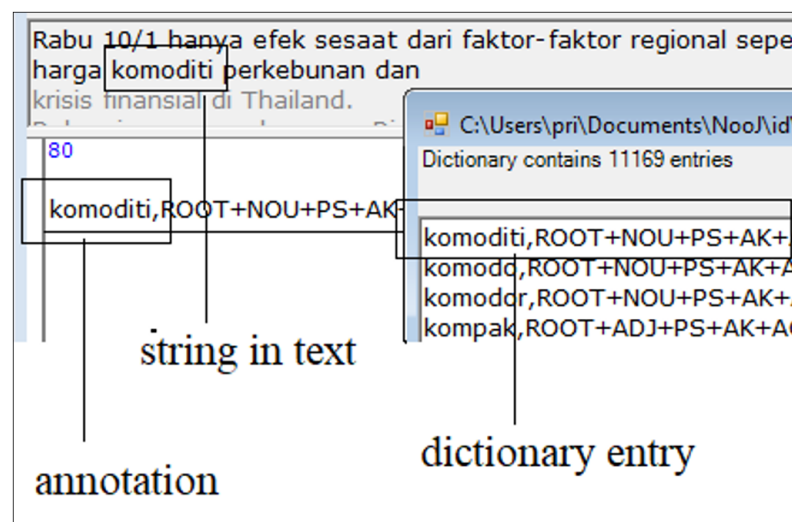 Rabu 10/1 hanya efek sesaat dari faktor-faktor regional sepe
harga komoditi perkebunan dan
krisis finansial di Thailand.
80
komoditi,ROOT+NOU+PS+AK+
C:\Users\pri\Documents\NooJ\id\
Dictionary contains 11169 entries
komoditi,ROOT+NOU+PS+AK+
komodo,ROOT+NOU+PS+AK+A
komodor,ROOT+NOU+PS+AK+
kompak,ROOT+ADJ+PS+AK+A
string in text
dictionary entry
annotation